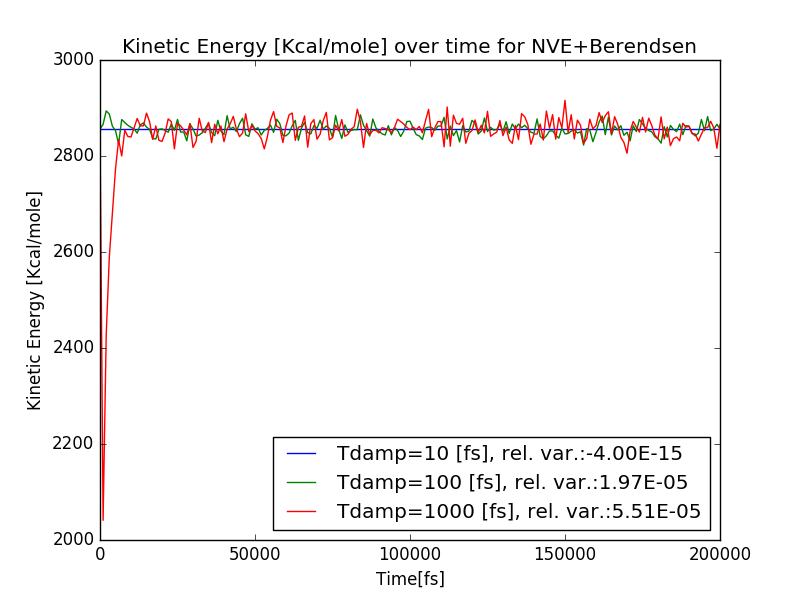 Kinetic Energy [Kcal/mole] over time for NVE+Berendsen
3000
2800
2600
2400
2200
2000
Kinetic Energy [Kcal/mole]
Tdamp=10 [fs], rel. var.:-4.00E-15
Tdamp=100 [fs], rel. var.:1.97E-05
Tdamp=1000 [fs], rel. var.:5.51E-05
0 50000 100000 150000 200000
Time[fs]